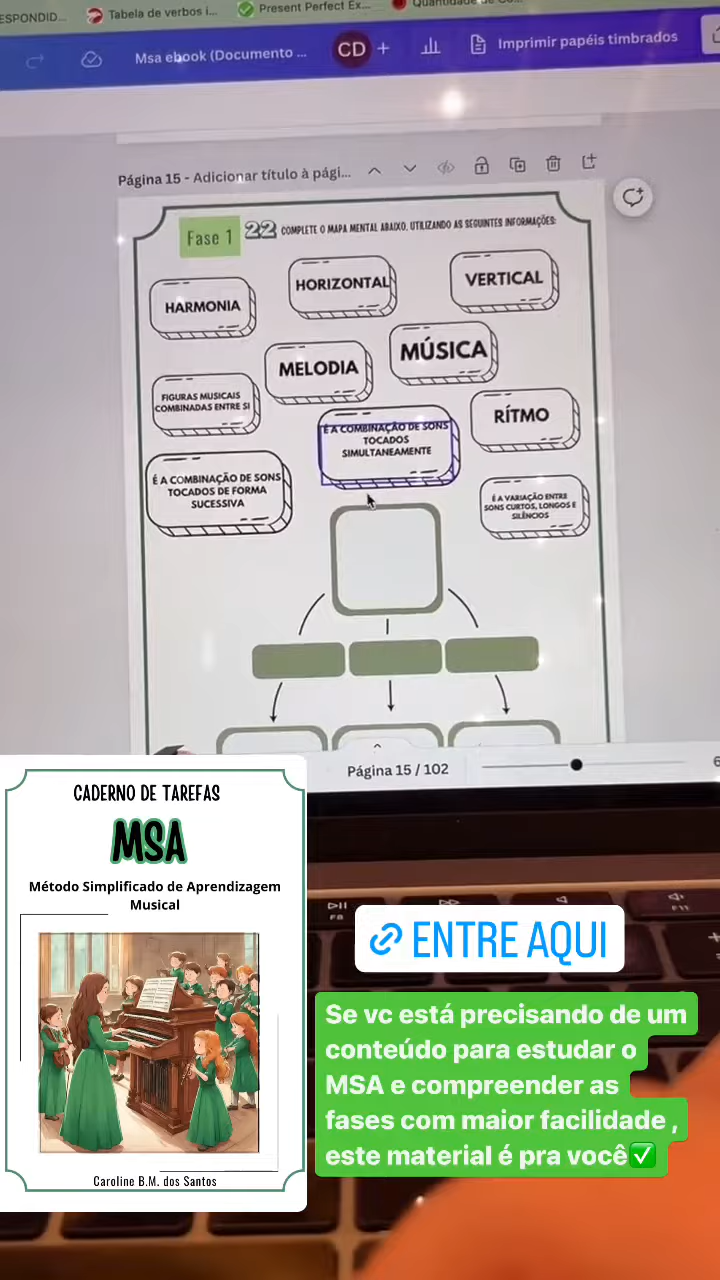 ESPONDID...
Tabela de verbos i...
Present Perfect Ex...
Quantidade de
Msa ebook (Documento ...
CD
+
Imprimir papéis timbrados
Página 15 - Adicionar título à pági...
Fase 1
22 COMPLETE O MAPA MENTAL ABAIXO, UTILIZANDO AS SEGUINTES INFORMAÇÕES:
HARMONIA
HORIZONTAL
VERTICAL
MELODIA
MÚSICA
FIGURAS MUSICAIS
COMBINADAS ENTRE SI
RÍTMO
É A COMBINAÇÃO DE SONS
TOCADOS
SIMULTANEAMENTE
É A COMBINAÇÃO DE SONS
TOCADOS DE FORMA
SUCESSIVA
É A VARIAÇÃO ENTRE
SONS CURTOS, LONGOS E
SILÊNCIOS
Página 15 / 102
6
F8
F11
CADERNO DE TAREFAS
MSA
Método Simplificado de Aprendizagem
Musical
Caroline B.M. dos Santos
ENTRE AQUI
Se vc está precisando de um
conteúdo para estudar o
MSA e compreender as
fases com maior facilidade ,
este material é pra você✅